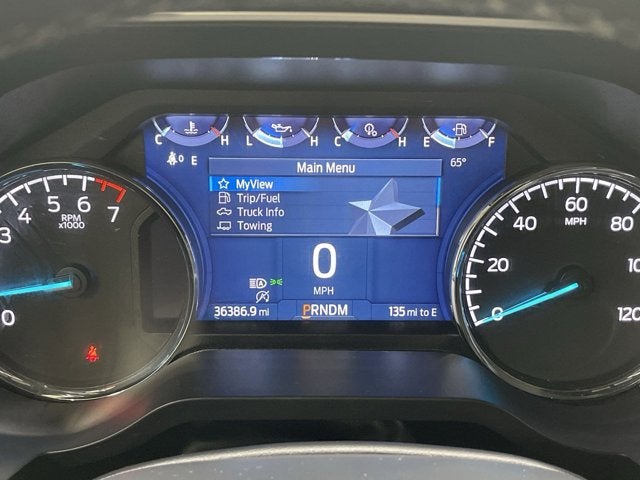 C H L H C H E F
0 E 65°
Main Menu
MyView
Trip/Fuel
Truck Info
Towing
0
MPH
36386.9 mi PRNDM 135 mi to E
0 3 4 5 6 7
RPM
x1000
0 20 40 60 80 120
MPH